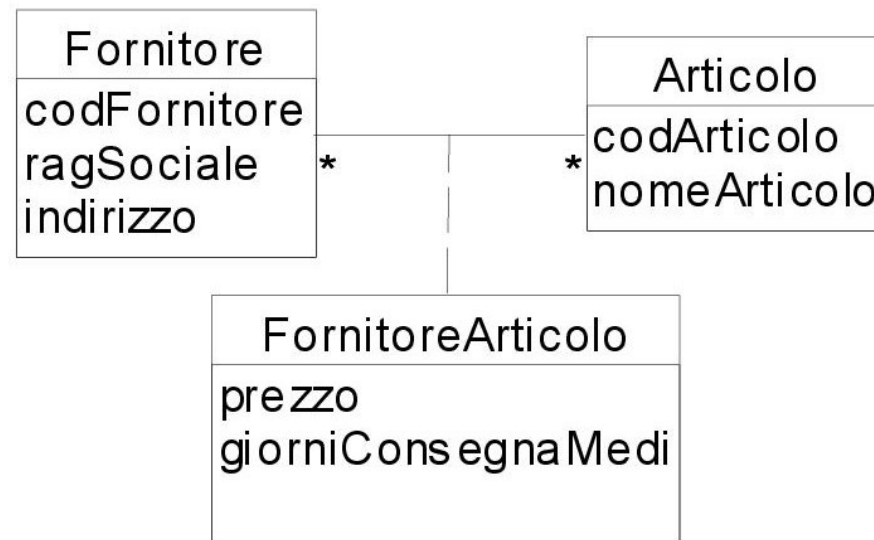 Fornitore
codFornitore
ragSociale
indirizzo
*
*
Articolo
codArticolo
nomeArticolo
FornitoreArticolo
prezzo
giorniConsegnaMedi